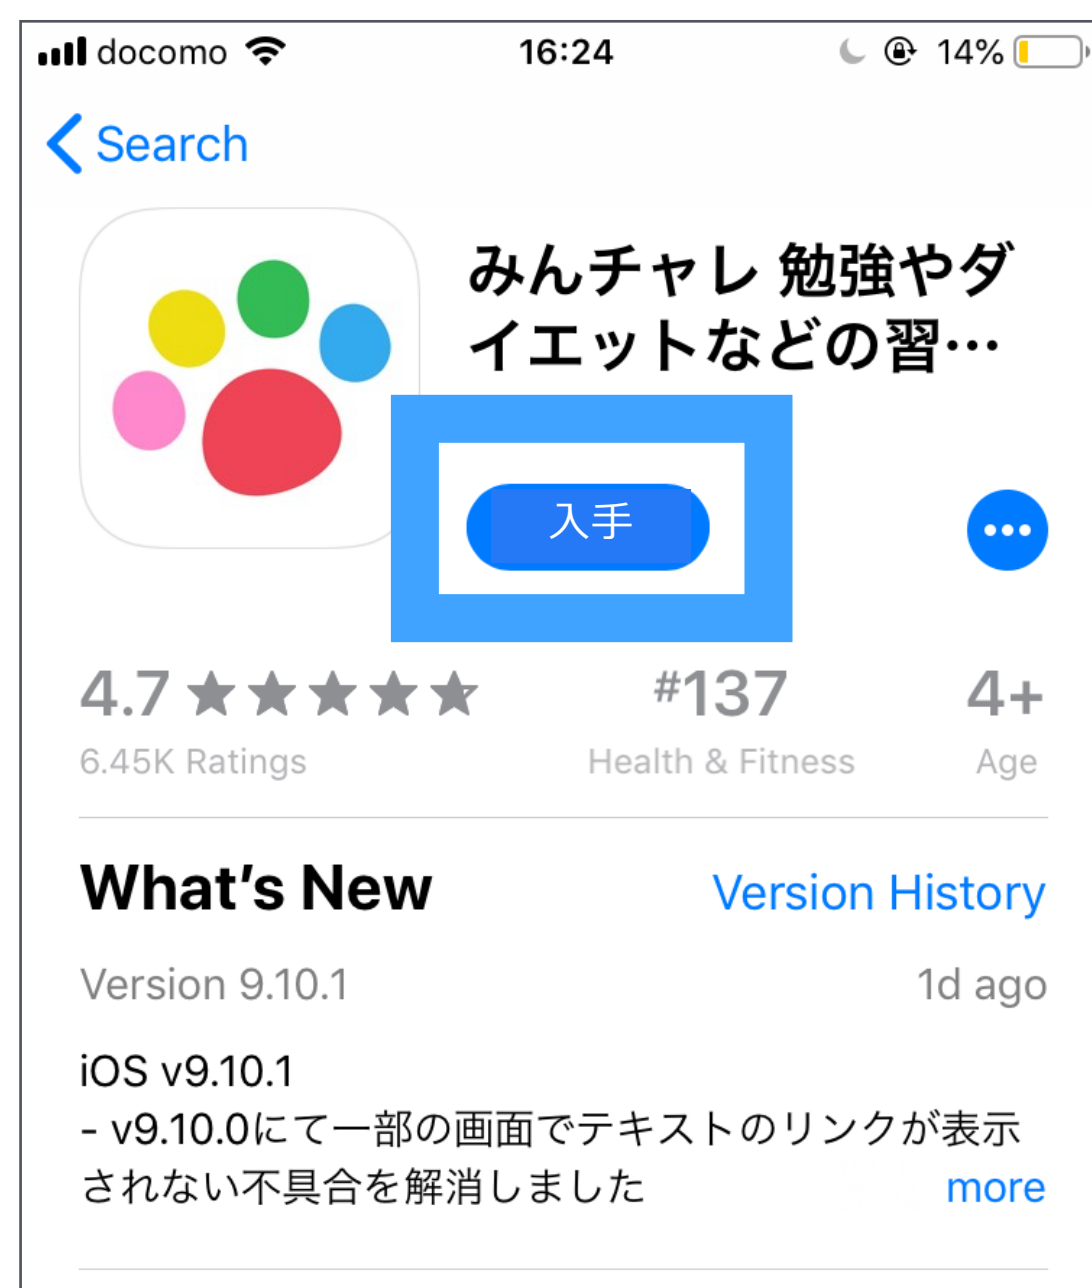 docomo 16:24 14%
Search
みんチャレ 勉強やダ
イエットなどの習…
入手
4.7 #137 4+
6.45K Ratings Health & Fitness Age
What's New Version History
Version 9.10.1 1d ago
iOS v9.10.1
- v9.10.0にて一部の画面でテキストのリンクが表示
されない不具合を解消しました more